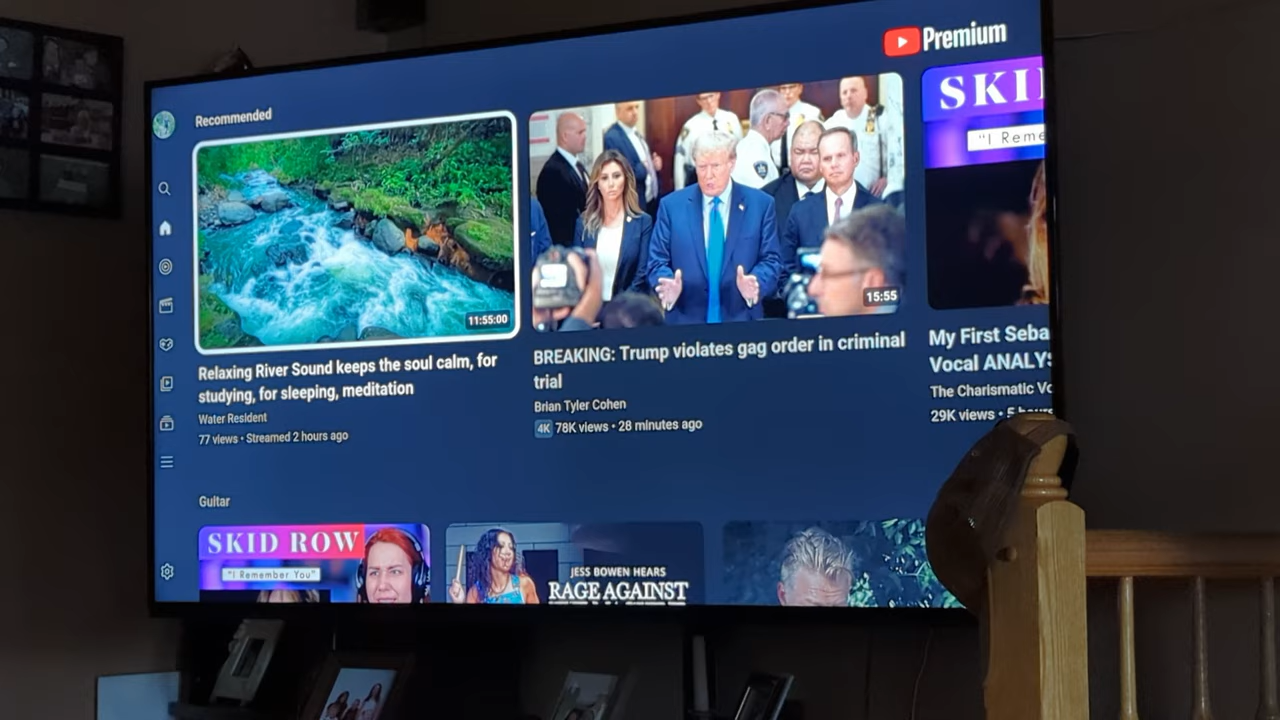 Premium
Recommended
SKI
"I Reme
11:55:00
15:55
Relaxing River Sound keeps the soul calm, for
studying, for sleeping, meditation
Water Resident
77 views • Streamed 2 hours ago
BREAKING: Trump violates gag order in criminal
trial
Brian Tyler Cohen
4K 78K views • 28 minutes ago
My First Seba
Vocal ANALYS
The Charismatic Vo
29K views • 5 hours
Guitar
SKID ROW
"I Remember You"
JESS BOWEN HEARS
RAGE AGAINST